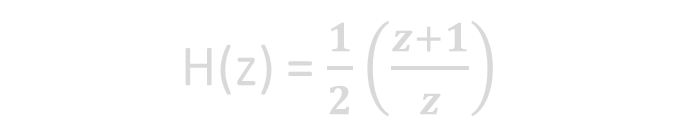 H(z) = 1/2 ((z+1)/z)